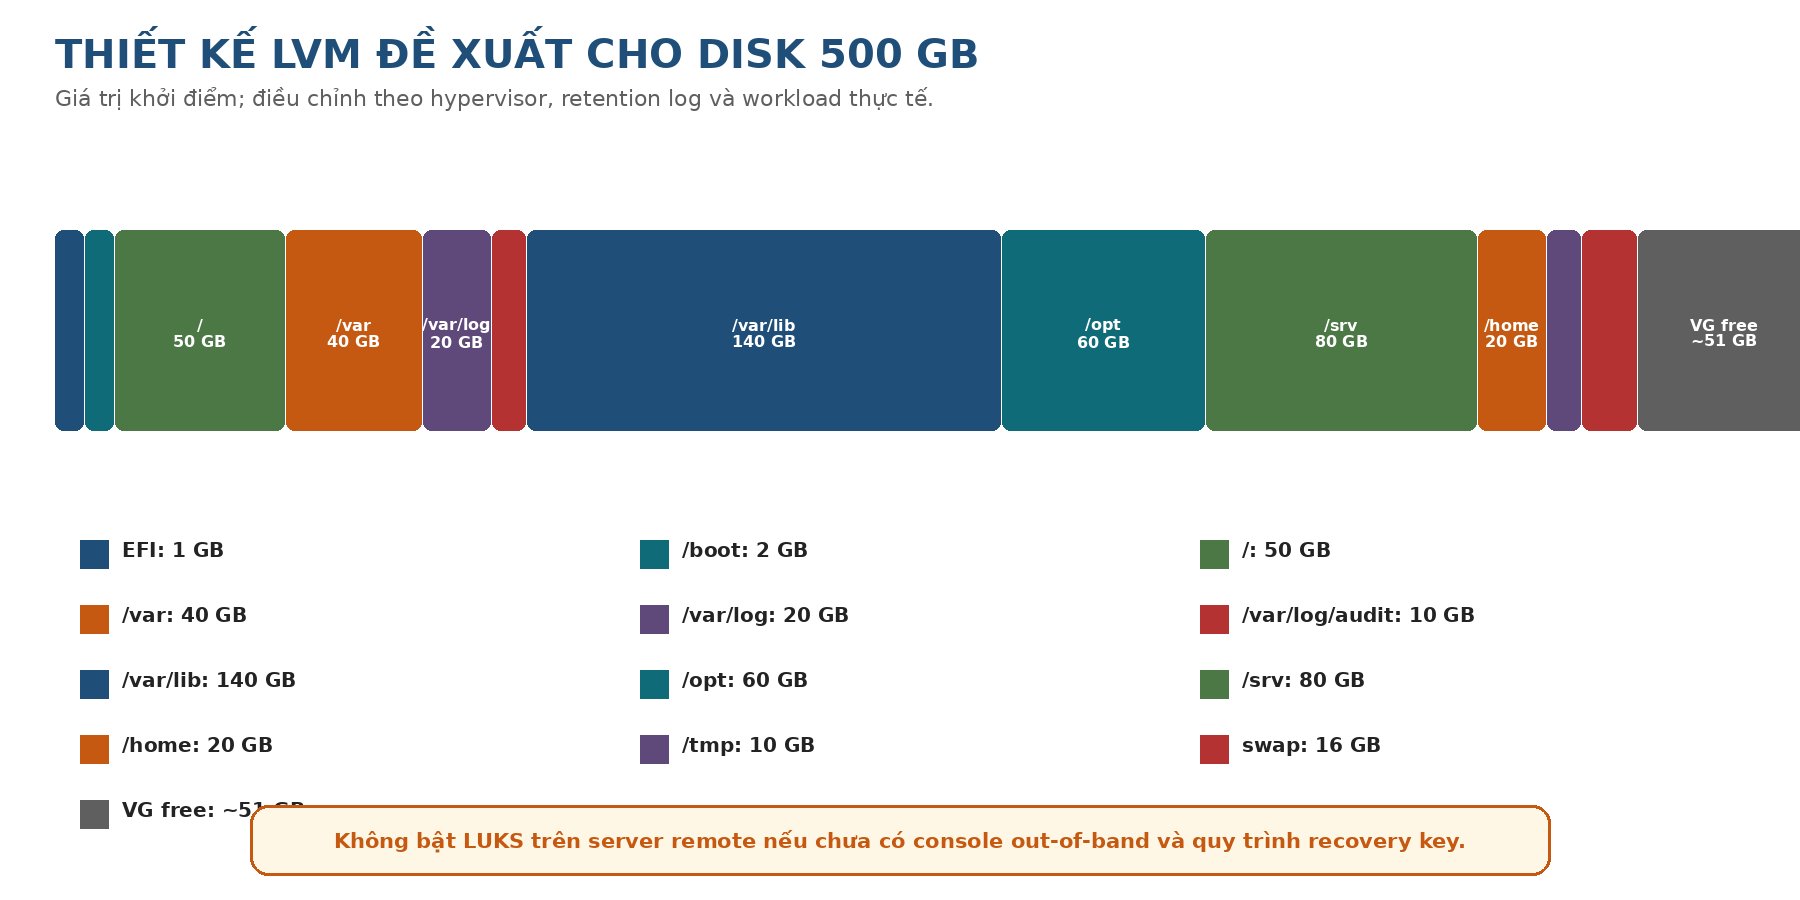 THIẾT KẾ LVM ĐỀ XUẤT CHO DISK 500 GB
Giá trị khởi điểm; điều chỉnh theo hypervisor, retention log và workload thực tế.
/
50 GB
/var
40 GB
/var/log
20 GB
/var/lib
140 GB
/opt
60 GB
/srv
80 GB
/home
20 GB
VG free
~51 GB
EFI: 1 GB
/boot: 2 GB
/: 50 GB
/var: 40 GB
/var/log: 20 GB
/var/log/audit: 10 GB
/var/lib: 140 GB
/opt: 60 GB
/srv: 80 GB
/home: 20 GB
/tmp: 10 GB
swap: 16 GB
VG free: ~51 GB
Không bật LUKS trên server remote nếu chưa có console out-of-band và quy trình recovery key.